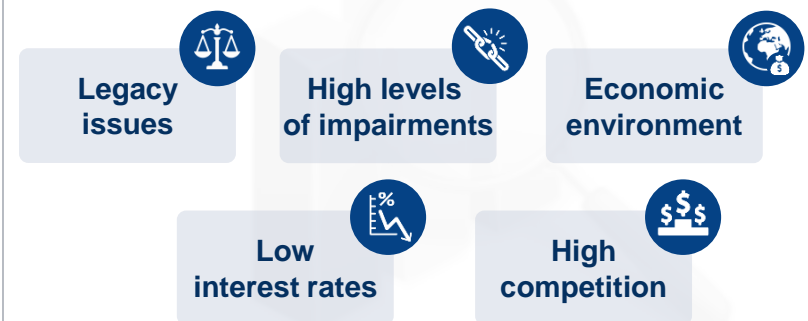 Legacy
issues
High levels
of impairments
$
Economic
environment
%
Low
interest rates
$ $ $
High
competition